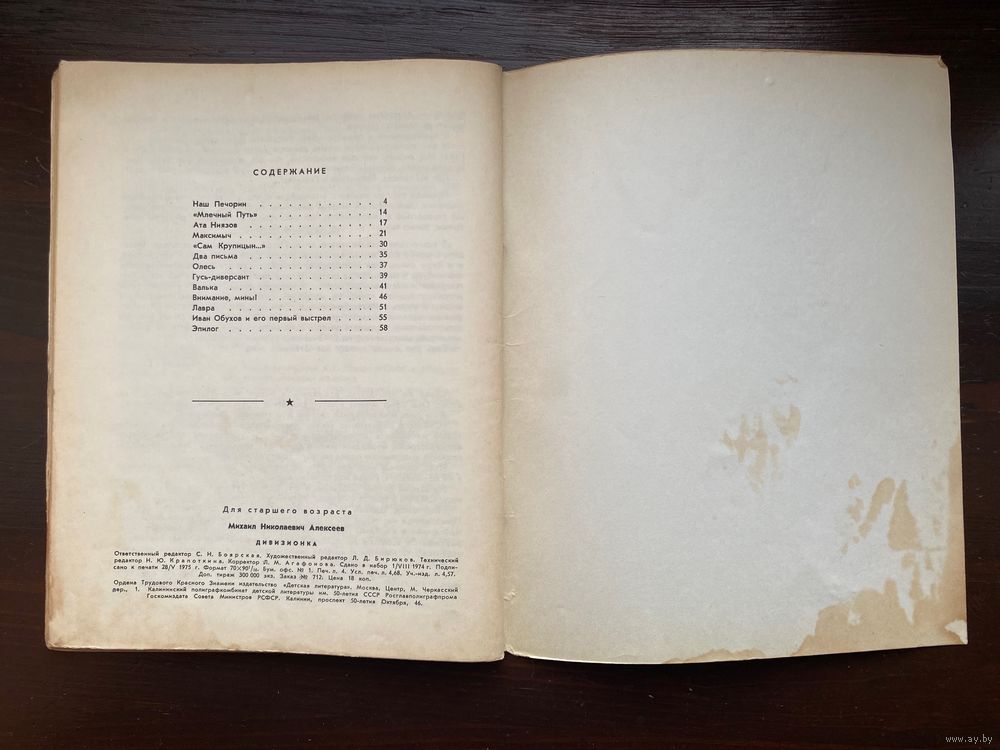 СОДЕРЖАНИЕ
Наш Печорин . . . . . . . . . . . . 4
«Млечный Путь» . . . . . . . . . . . 14
Ата Ниязов . . . . . . . . . . . . 17
Максимыч . . . . . . . . . . . . . 21
«Сам Крупицын...» . . . . . . . . . . 30
Два письма . . . . . . . . . . . . 35
Олесь . . . . . . . . . . . . . . 37
Гусь-диверсант . . . . . . . . . . . 39
Валька . . . . . . . . . . . . . . 41
Внимание, мины! . . . . . . . . . . . 46
Лавра . . . . . . . . . . . . . . 51
Иван Обухов и его первый выстрел . . . . 55
Эпилог . . . . . . . . . . . . . . 58
Для старшего возраста
Михаил Николаевич Алексеев
ДИВИЗИОНКА
Ответственный редактор С. Н. Боярская. Художественный редактор Л. Д. Бирюков. Технический
редактор Н. Ю. Крапоткина. Корректор Л. М. Агафонова. Сдано в набор 1/VIII 1974 г. Подпи-
сано к печати 28/V 1975 г. Формат 70×90¹/₁₆. Бум. офс. № 1. Печ. л. 4. Усл. печ. л. 4,68. Уч.-изд. л. 4,57.
Доп. тираж 300 000 экз. Заказ № 712. Цена 18 коп.
Ордена Трудового Красного Знамени издательство «Детская литература». Москва, Центр, М. Черкасский
пер., 1. Калининский полиграфкомбинат детской литературы им. 50-летия СССР Росглавполиграфпрома
Госкомиздата Совета Министров РСФСР. Калинин, проспект 50-летия Октября, 46.
www.ay.by